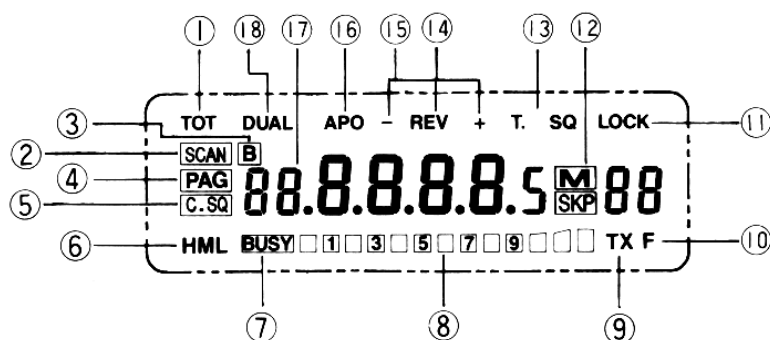 ① ⑱ ⑰ ⑯ ⑮ ⑭ ⑬ ⑫
③ TOT DUAL APO − REV + T. SQ LOCK ⑪
② SCAN B
④ PAG 88.8.8.8.8.5 M 88
⑤ C.SQ SKP
⑥ HML BUSY 1 3 5 7 9 TX F ⑩
⑦ ⑧ ⑨